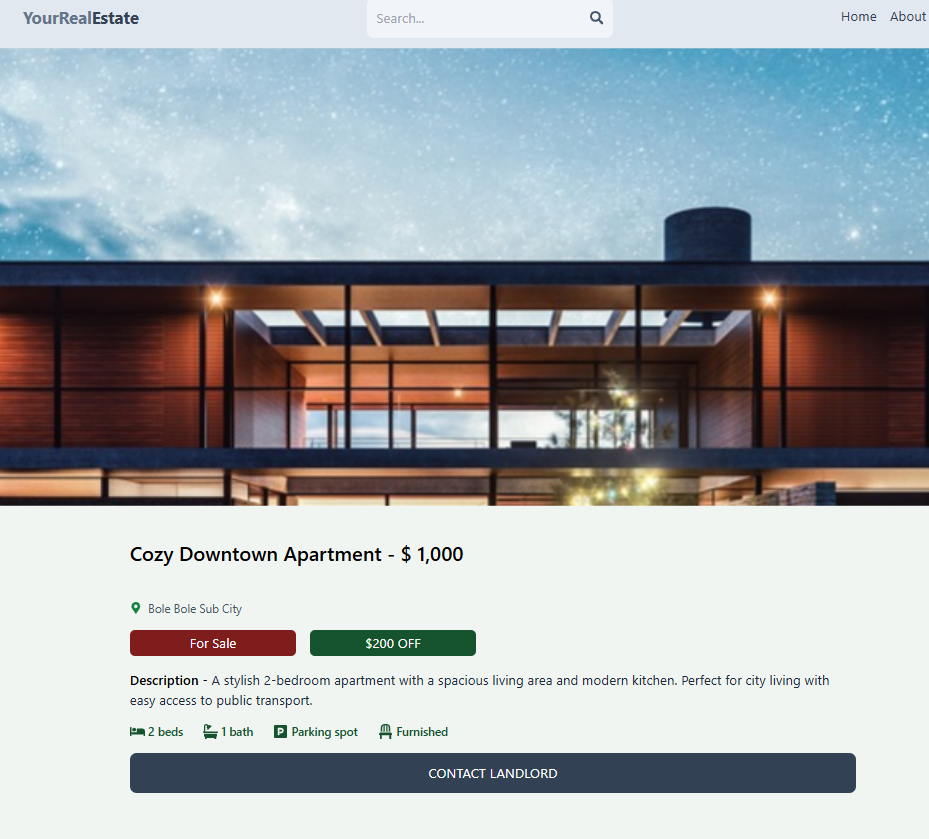 YourRealEstate
Search...
Home About
Cozy Downtown Apartment - $ 1,000
Bole Bole Sub City
For Sale
$200 OFF
Description - A stylish 2-bedroom apartment with a spacious living area and modern kitchen. Perfect for city living with
easy access to public transport.
2 beds 1 bath P Parking spot Furnished
CONTACT LANDLORD